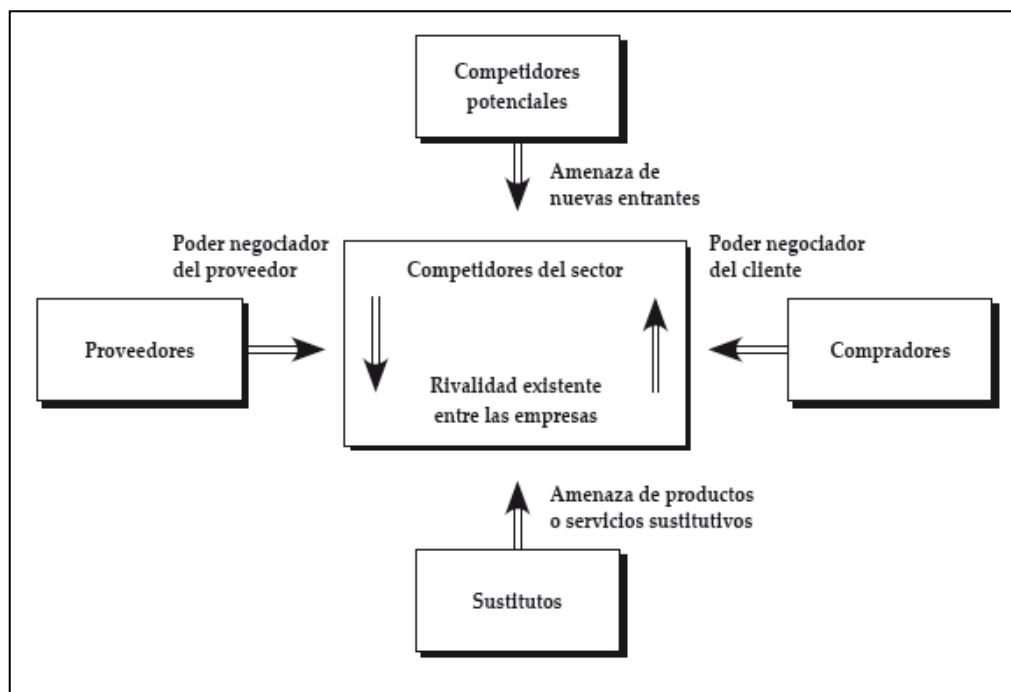 Competidores
potenciales
Amenaza de
nuevas entrantes
Poder negociador
del proveedor
Competidores del sector
Poder negociador
del cliente
Proveedores
Compradores
Rivalidad existente
entre las empresas
Amenaza de productos
o servicios sustitutivos
Sustitutos